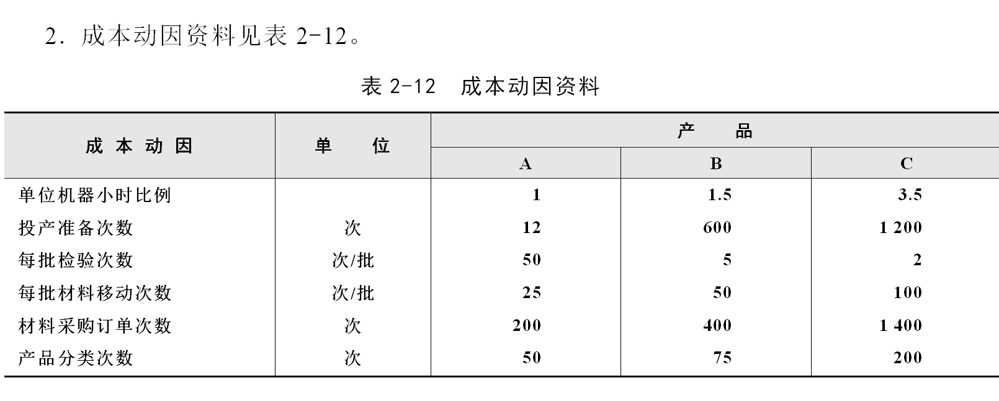 2. 成本动因资料见表 2-12。
表 2-12 成本动因资料
成本动因 单位 产品
A B C
单位机器小时比例 1 1.5 3.5
投产准备次数 次 12 600 1 200
每批检验次数 次/批 50 5 2
每批材料移动次数 次/批 25 50 100
材料采购订单次数 次 200 400 1 400
产品分类次数 次 50 75 200